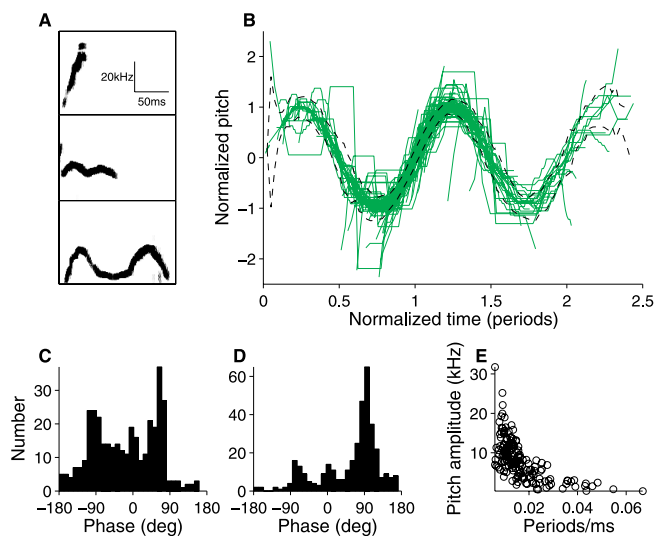 A
20kHz
50ms
B
Normalized pitch
2
1
0
−1
−2
0
0.5
1
1.5
2
2.5
Normalized time (periods)
C
Number
40
30
20
10
0
−180
−90
0
90
180
Phase (deg)
D
60
40
20
0
−180
−90
0
90
180
Phase (deg)
E
Pitch amplitude (kHz)
30
20
10
0.02
0.04
0.06
Periods/ms